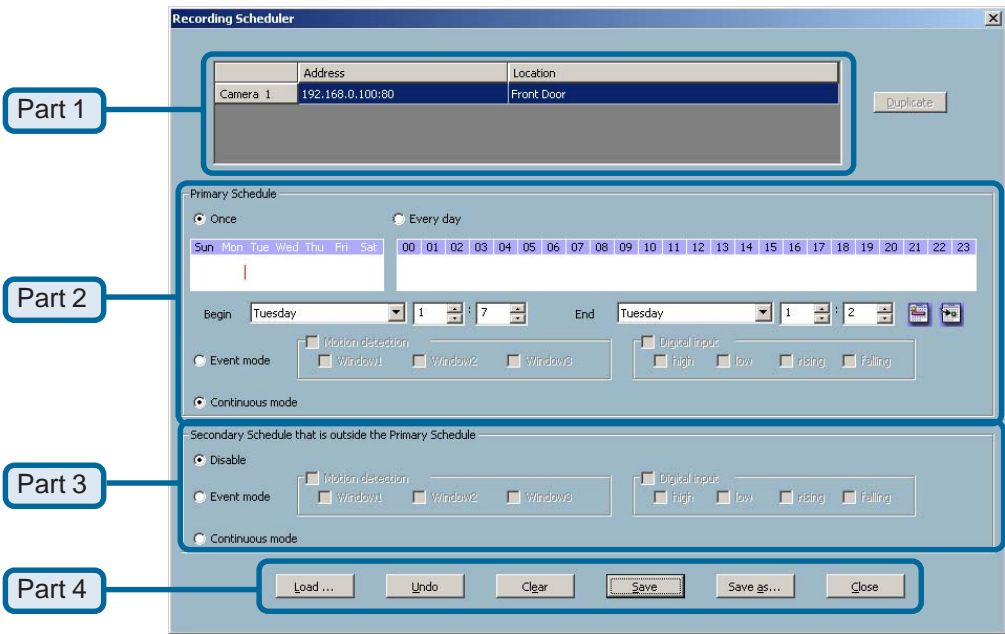 Recording Scheduler
Part 1
Address Location
Camera 1 192.168.0.100:80 Front Door
Duplicate
Part 2
Primary Schedule
Once Every day
Sun Mon Tue Wed Thu Fri Sat 00 01 02 03 04 05 06 07 08 09 10 11 12 13 14 15 16 17 18 19 20 21 22 23
Begin Tuesday 1 : 7 End Tuesday 1 : 2
Motion detection Digital input
Event mode Window1 Window2 Window3 high low rising falling
Continuous mode
Part 3
Secondary Schedule that is outside the Primary Schedule
Disable
Motion detection Digital input
Event mode Window1 Window2 Window3 high low rising falling
Continuous mode
Part 4
Load ... Undo Clear Save Save as... Close